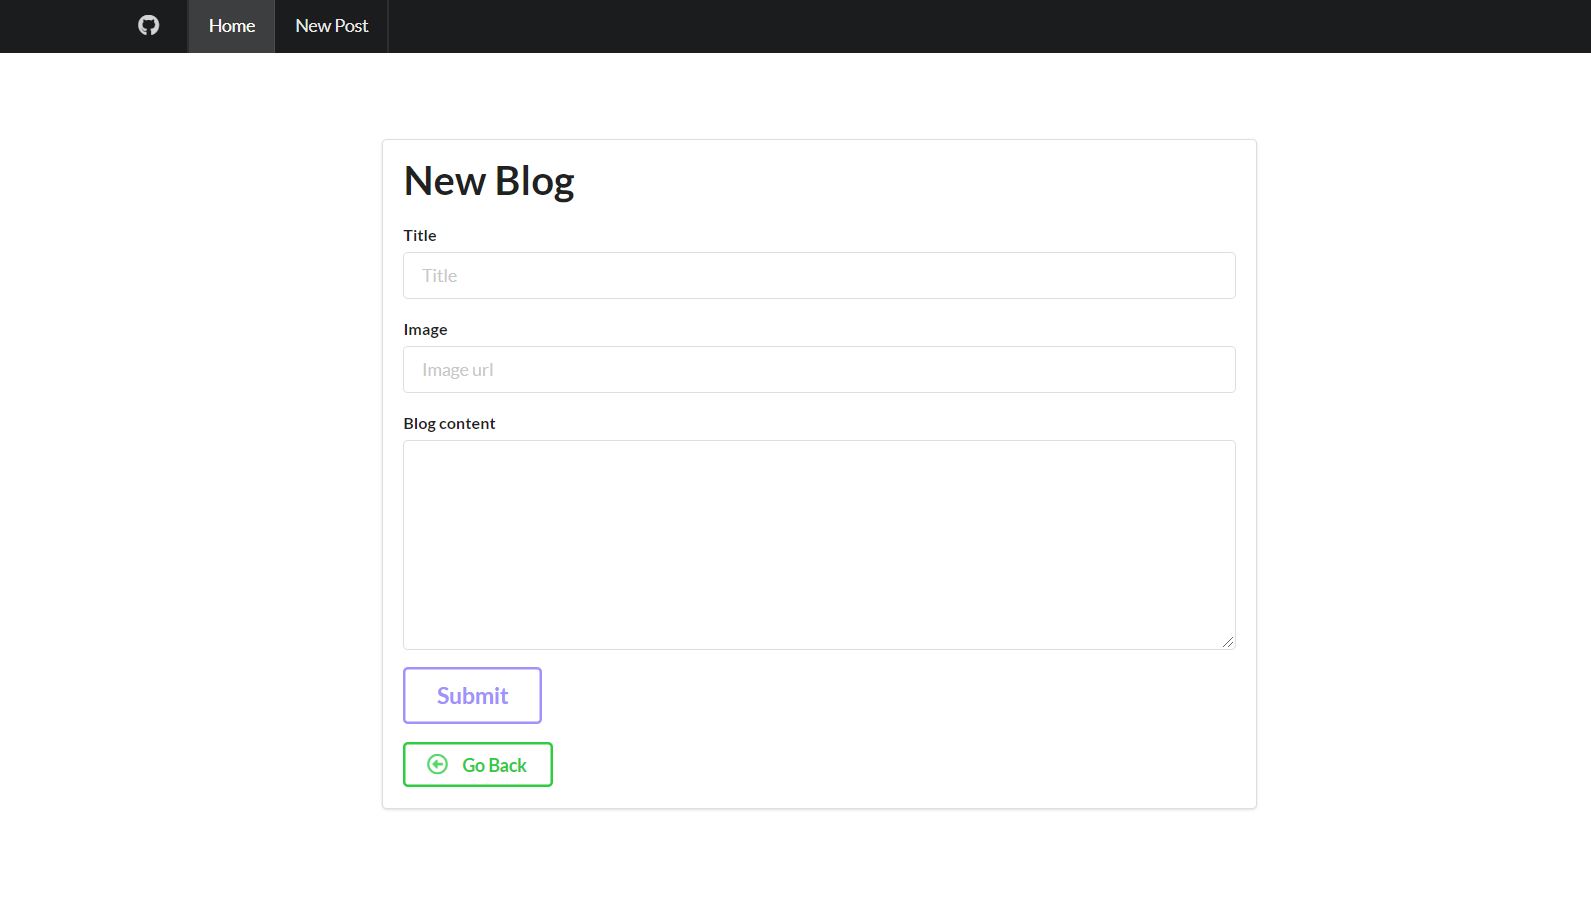 Home New Post
New Blog
Title
Title
Image
Image url
Blog content
Submit
Go Back